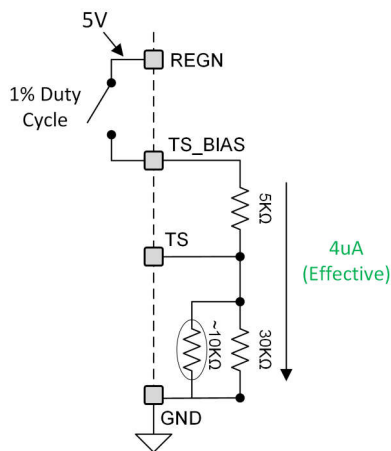 5V
REGN
1% Duty
Cycle
TS_BIAS
5KΩ
TS
4uA
(Effective)
~10KΩ
30KΩ
GND